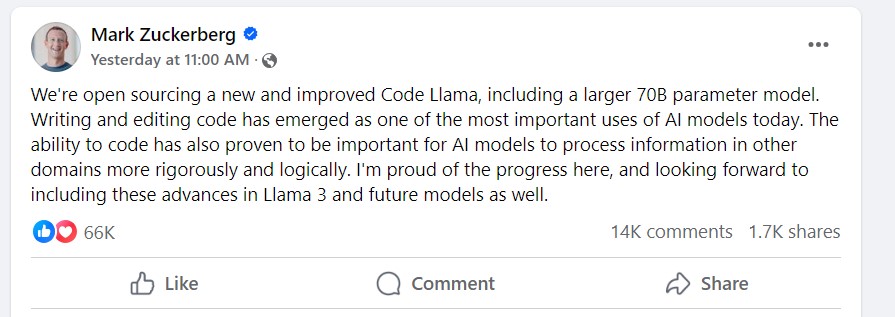 Mark Zuckerberg
Yesterday at 11:00 AM ·
We're open sourcing a new and improved Code Llama, including a larger 70B parameter model.
Writing and editing code has emerged as one of the most important uses of AI models today. The
ability to code has also proven to be important for AI models to process information in other
domains more rigorously and logically. I'm proud of the progress here, and looking forward to
including these advances in Llama 3 and future models as well.
66K 14K comments 1.7K shares
Like Comment Share